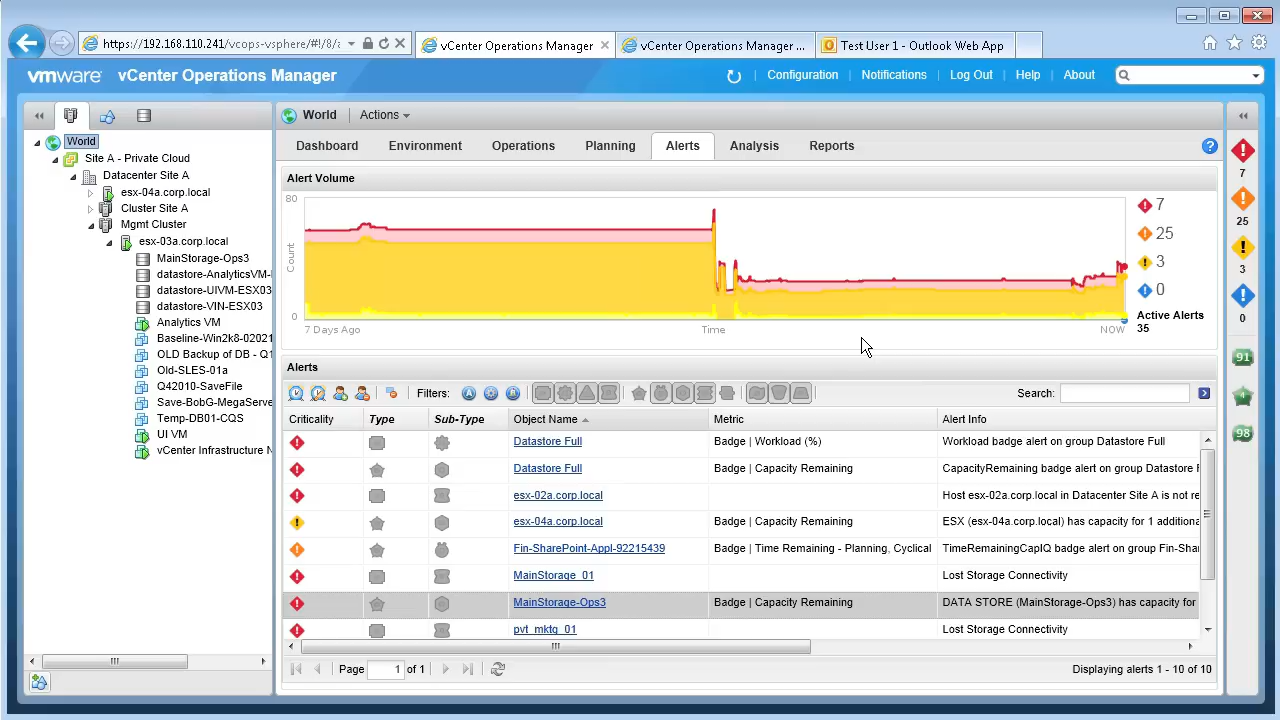 https://192.168.110.241/vcops-vsphere/#!/8/a
vCenter Operations Manager
vCenter Operations Manager ...
Test User 1 - Outlook Web App
vmware vCenter Operations Manager
Configuration Notifications Log Out Help About
World Actions
Dashboard Environment Operations Planning Alerts Analysis Reports
World
Site A - Private Cloud
Datacenter Site A
esx-04a.corp.local
Cluster Site A
Mgmt Cluster
esx-03a.corp.local
MainStorage-Ops3
datastore-AnalyticsVM-
datastore-UIVM-ESX03
datastore-VIN-ESX03
Analytics VM
Baseline-Win2k8-02021
OLD Backup of DB - Q1
Old-SLES-01a
Q42010-SaveFile
Save-BobG-MegaServe
Temp-DB01-CQS
UI VM
vCenter Infrastructure N
Alert Volume
80
Count
0
7 Days Ago Time NOW
7
25
3
0
Active Alerts
35
Alerts
Filters: Search:
Criticality Type Sub-Type Object Name Metric Alert Info
Datastore Full Badge | Workload (%) Workload badge alert on group Datastore Full
Datastore Full Badge | Capacity Remaining CapacityRemaining badge alert on group Datastore F
esx-02a.corp.local Host esx-02a.corp.local in Datacenter Site A is not re
esx-04a.corp.local Badge | Capacity Remaining ESX (esx-04a.corp.local) has capacity for 1 additiona
Fin-SharePoint-Appl-92215439 Badge | Time Remaining - Planning, Cyclical TimeRemainingCapIQ badge alert on group Fin-Sha
MainStorage_01 Lost Storage Connectivity
MainStorage-Ops3 Badge | Capacity Remaining DATA STORE (MainStorage-Ops3) has capacity for
pvt_mktg_01 Lost Storage Connectivity
Page 1 of 1 Displaying alerts 1 - 10 of 10
7
25
3
0
91
4
98